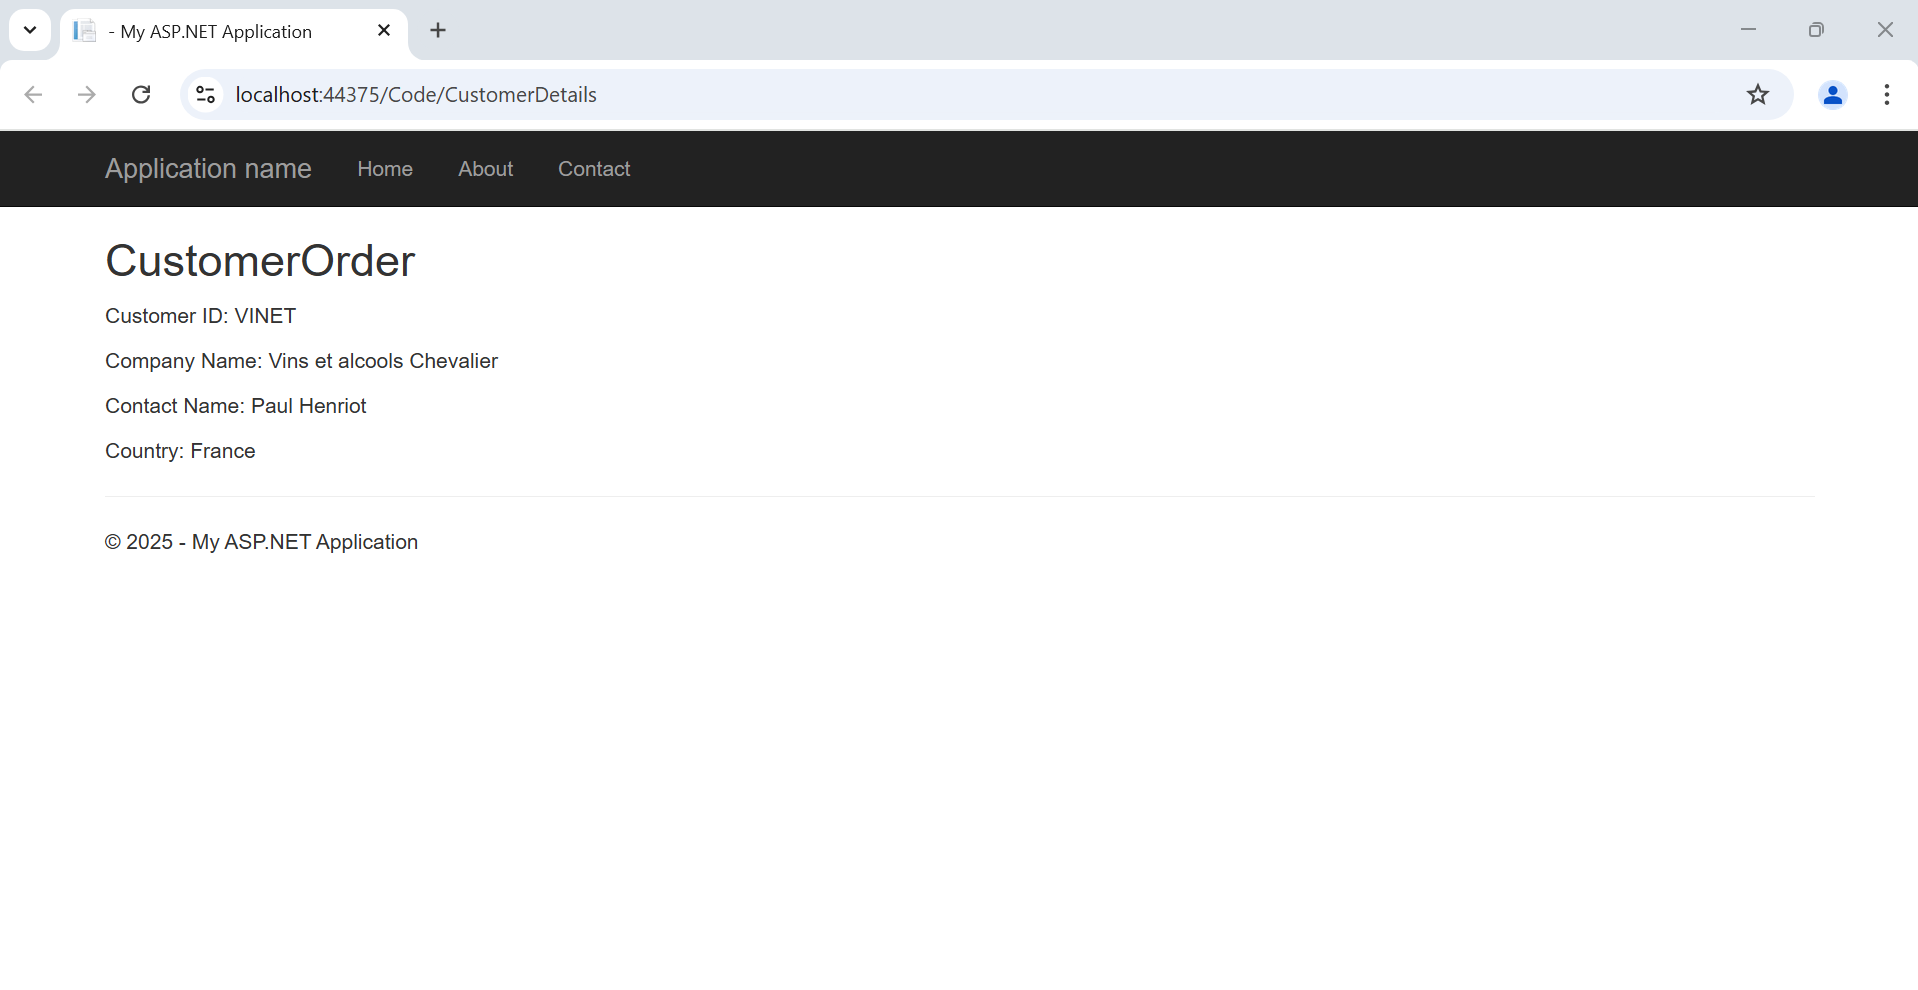 - My ASP.NET Application
localhost:44375/Code/CustomerDetails
Application name Home About Contact
CustomerOrder
Customer ID: VINET
Company Name: Vins et alcools Chevalier
Contact Name: Paul Henriot
Country: France
© 2025 - My ASP.NET Application